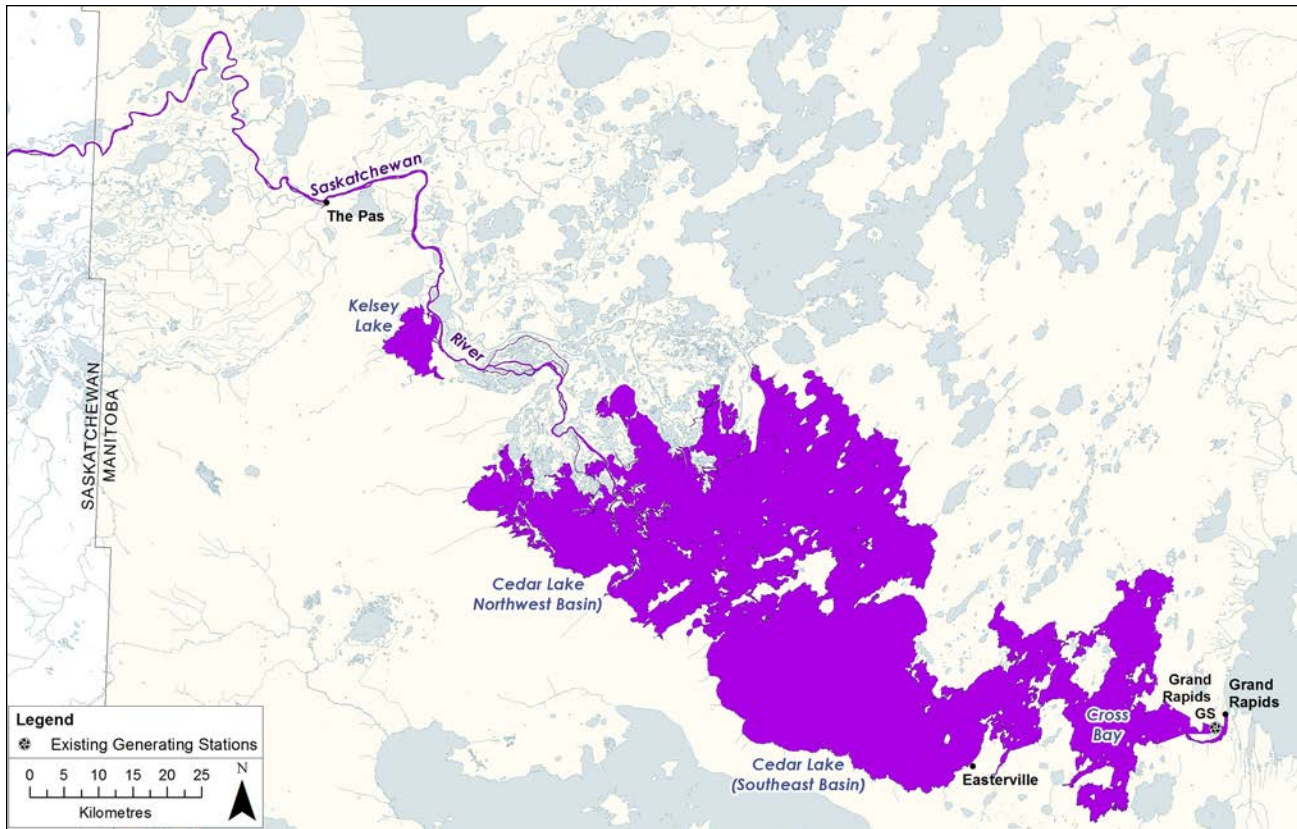 Saskatchewan
The Pas
Kelsey
Lake
River
SASKATCHEWAN
MANITOBA
Cedar Lake
Northwest Basin)
Grand
Rapids
GS
Grand
Rapids
Cross
Bay
Cedar Lake
(Southeast Basin)
Easterville
Legend
Existing Generating Stations
0 5 10 15 20 25
Kilometres
N